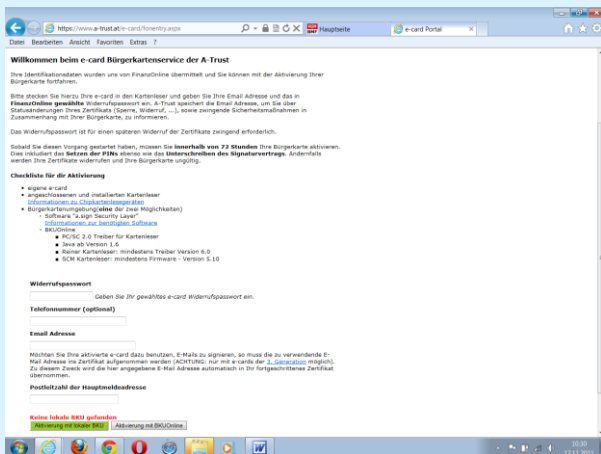 https://www.a-trust.at/e-card/fonentry.aspx
Hauptseite
e-card Portal
Datei Bearbeiten Ansicht Favoriten Extras ?
Willkommen beim e-card Bürgerkartenservice der A-Trust
Ihre Identifikationsdaten wurden uns von FinanzOnline übermittelt und Sie können mit der Aktivierung Ihrer
Bürgerkarte fortfahren.
Bitte stecken Sie hierzu Ihre e-card in den Kartenleser und geben Sie Ihre Email Adresse und das in
FinanzOnline gewählte Widerrufspasswort ein. A-Trust speichert die Email Adresse, um Sie über
Statusänderungen Ihres Zertifikats (Sperre, Widerruf, ...), sowie zwingende Sicherheitsmaßnahmen in
Zusammenhang mit Ihrer Bürgerkarte, zu informieren.
Das Widerrufspasswort ist für einen späteren Widerruf der Zertifikate zwingend erforderlich.
Sobald Sie diesen Vorgang gestartet haben, müssen Sie innerhalb von 72 Stunden Ihre Bürgerkarte aktivieren.
Dies inkludiert das Setzen der PINs ebenso wie das Unterschreiben des Signaturvertrags. Andernfalls
werden Ihre Zertifikate widerrufen und Ihre Bürgerkarte ungültig.
Checkliste für dir Aktivierung
eigene e-card
angeschlossenen und installierten Kartenleser
Informationen zu Chipkartenlesegeräten
Bürgerkartenumgebung(eine der zwei Möglichkeiten)
- Software "a.sign Security Layer"
Informationen zur benötigten Software
- BKUOnline
PC/SC 2.0 Treiber für Kartenleser
Java ab Version 1.6
Reiner Kartenleser: mindestens Treiber Version 6.0
SCM Kartenleser: mindestens Firmware - Version 5.10
Widerrufspasswort
Geben Sie Ihr gewähltes e-card Widerrufspasswort ein.
Telefonnummer (optional)
Email Adresse
Möchten Sie Ihre aktivierte e-card dazu benutzen, E-Mails zu signieren, so muss die zu verwendende E-
Mail Adresse ins Zertifikat aufgenommen werden (ACHTUNG: nur mit e-cards der 3. Generation möglich).
Zu diesem Zweck wird die hier angegebene E-Mail Adresse automatisch in Ihr fortgeschrittenes Zertifikat
übernommen.
Postleitzahl der Hauptmeldeadresse
Keine lokale BKU gefunden
Aktivierung mit lokaler BKU Aktivierung mit BKUOnline
10:30